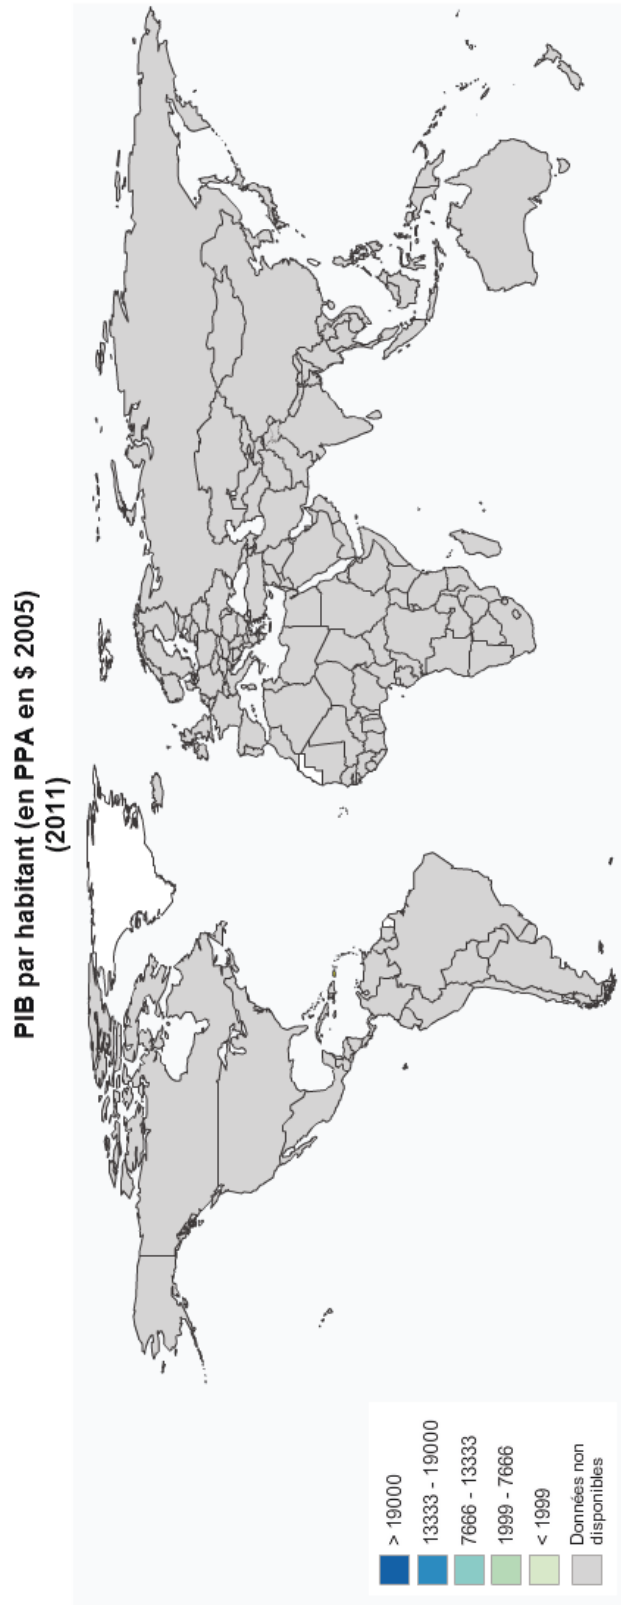 PIB par habitant (en PPA en $ 2005)
(2011)
> 19000
13333 - 19000
7666 - 13333
1999 - 7666
< 1999
Données non
disponibles